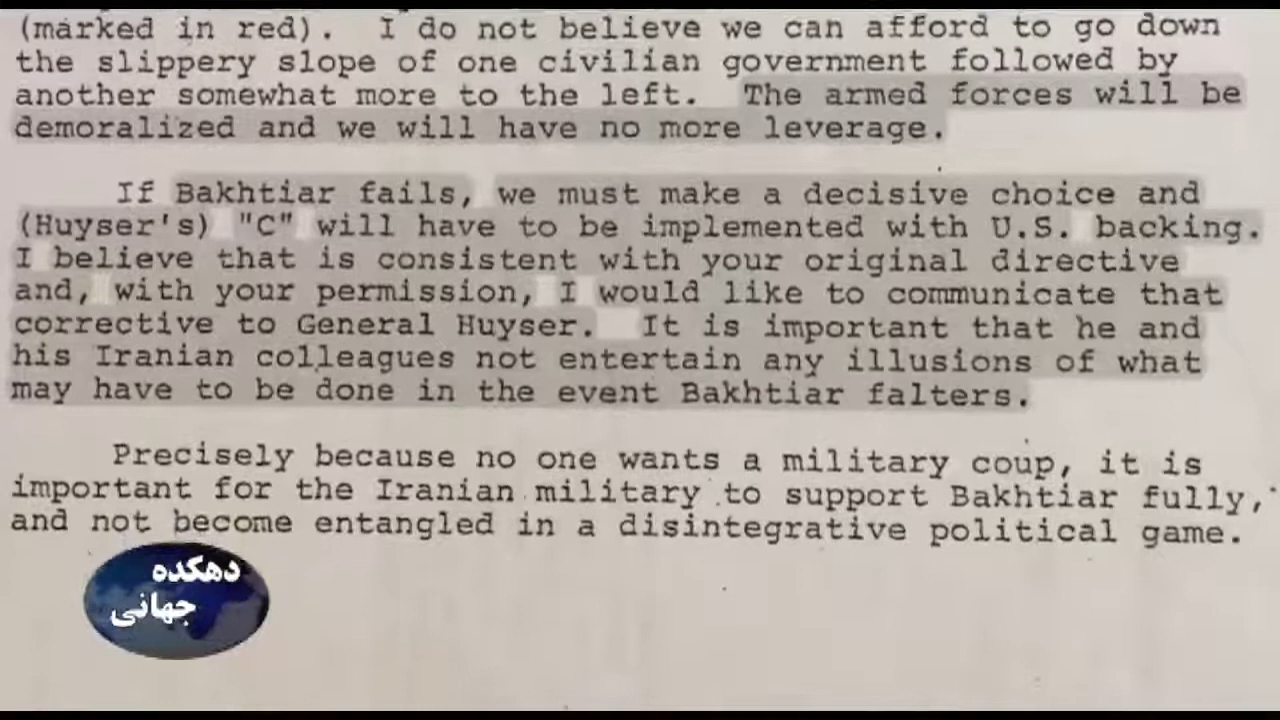 (marked in red). I do not believe we can afford to go down
the slippery slope of one civilian government followed by
another somewhat more to the left. The armed forces will be
demoralized and we will have no more leverage.
If Bakhtiar fails, we must make a decisive choice and
(Huyser's) "C" will have to be implemented with U.S. backing.
I believe that is consistent with your original directive
and, with your permission, I would like to communicate that
corrective to General Huyser. It is important that he and
his Iranian colleagues not entertain any illusions of what
may have to be done in the event Bakhtiar falters.
Precisely because no one wants a military coup, it is
important for the Iranian military to support Bakhtiar fully,
and not become entangled in a disintegrative political game.
دهکده
جهانی